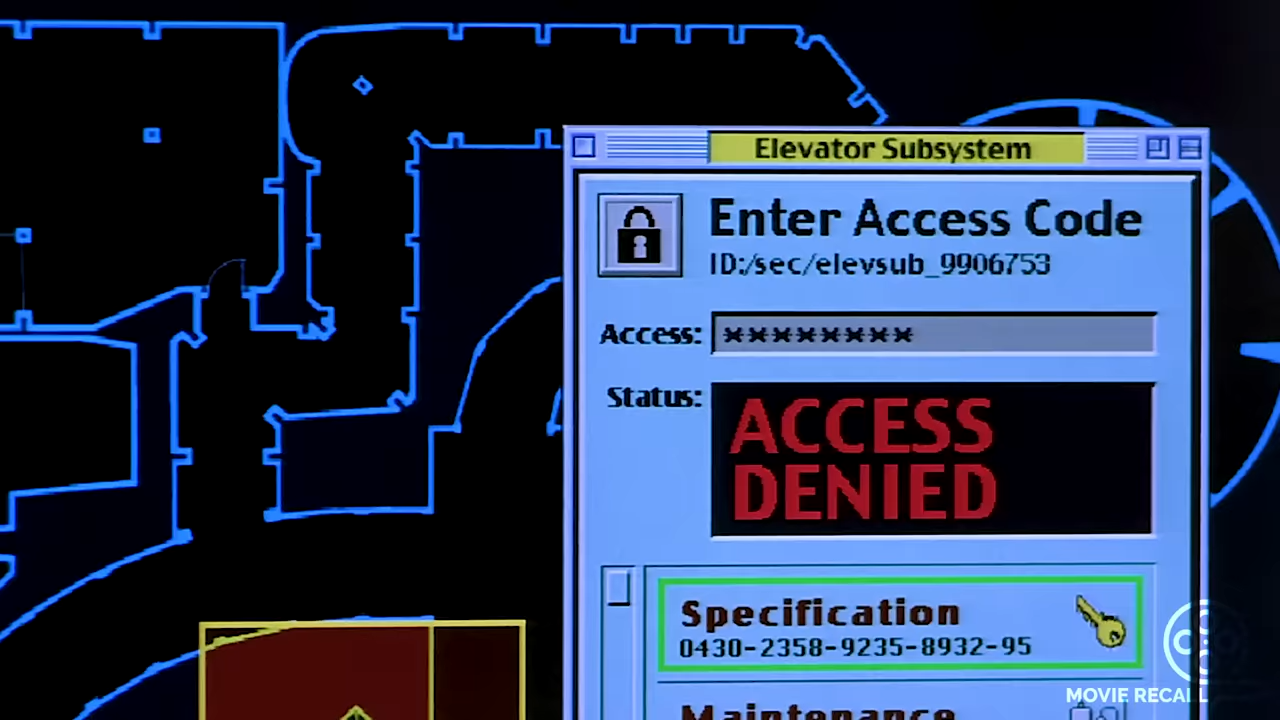 Elevator Subsystem
Enter Access Code
ID:/sec/elevsub_9906753
Access: ********
Status: ACCESS
DENIED
Specification
0430-2358-9235-8932-95
Maintenance
MOVIE RECALL